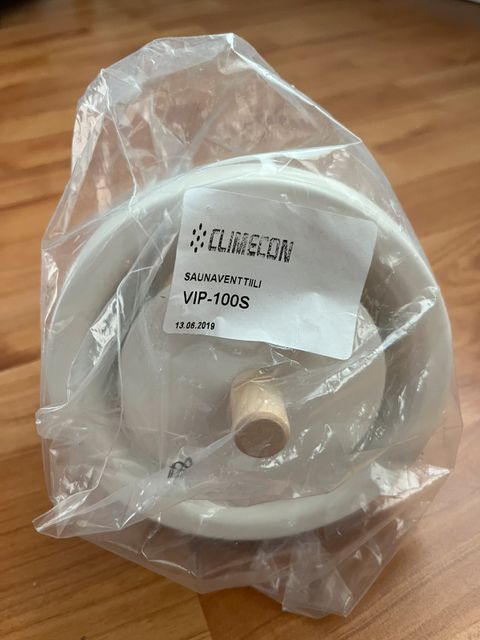 CLIMECON
SAUNAVENTTIILI
VIP-100S
13.06.2019